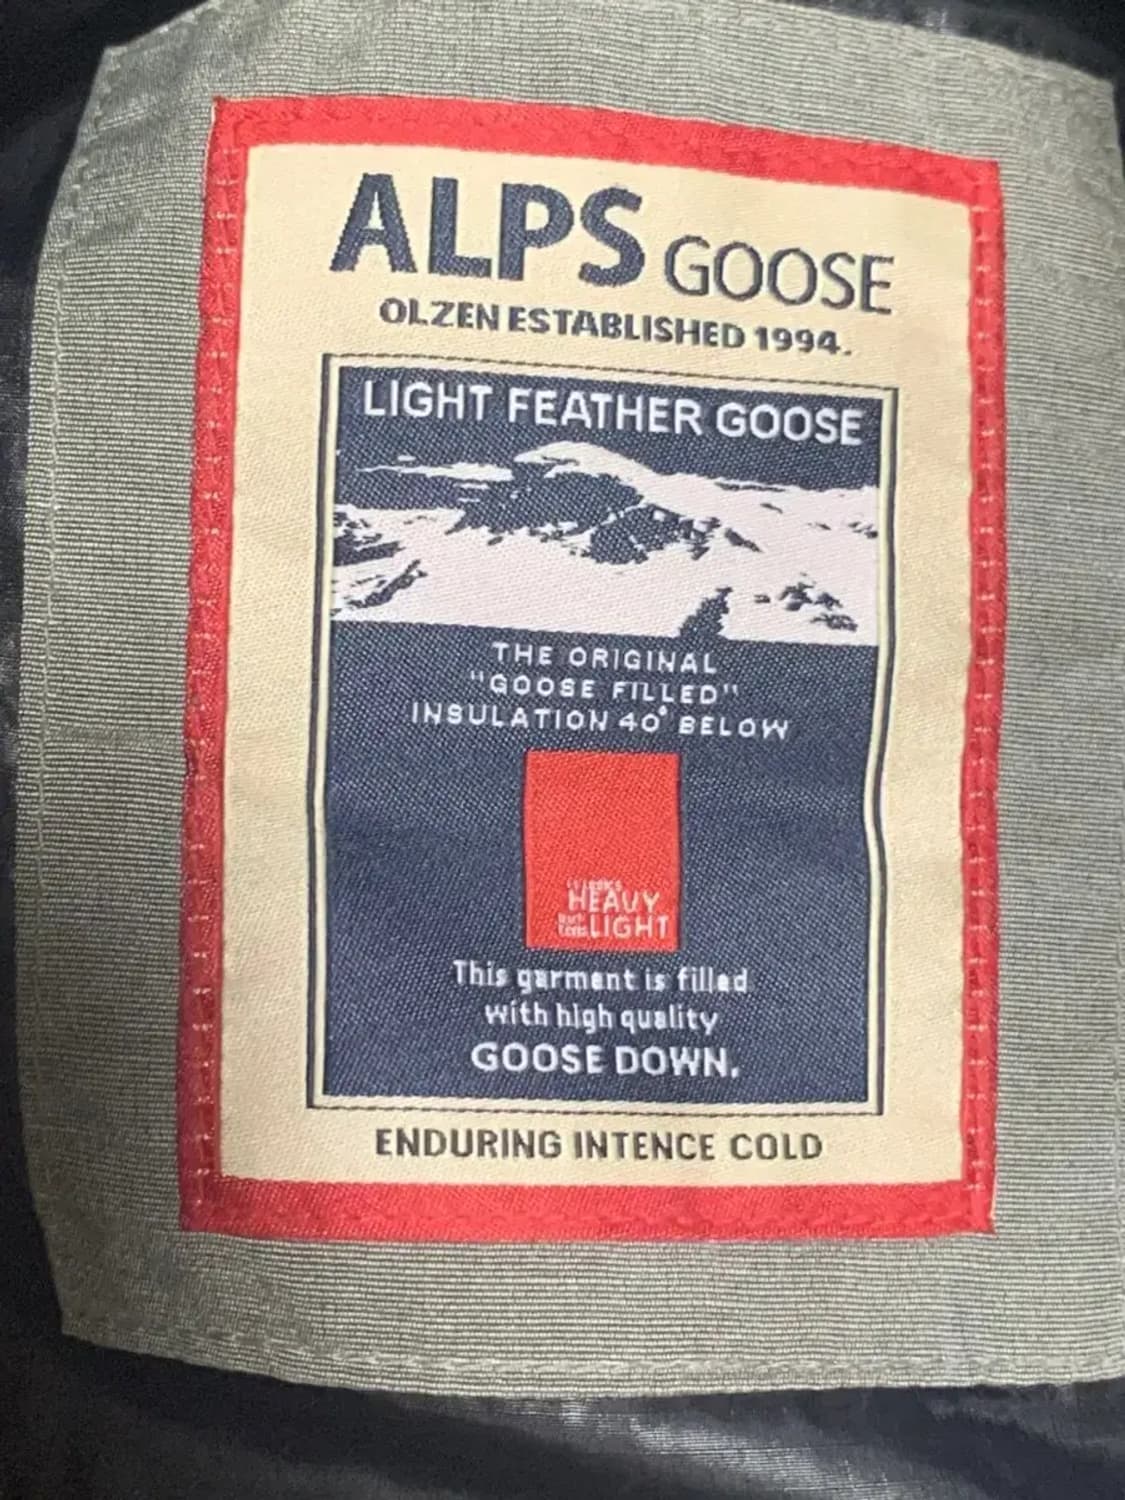 ALPS GOOSE
OLZEN ESTABLISHED 1994.
LIGHT FEATHER GOOSE
THE ORIGINAL
"GOOSE FILLED"
INSULATION 40° BELOW
HEAVY
LIGHT
This garment is filled
with high quality
GOOSE DOWN.
ENDURING INTENCE COLD